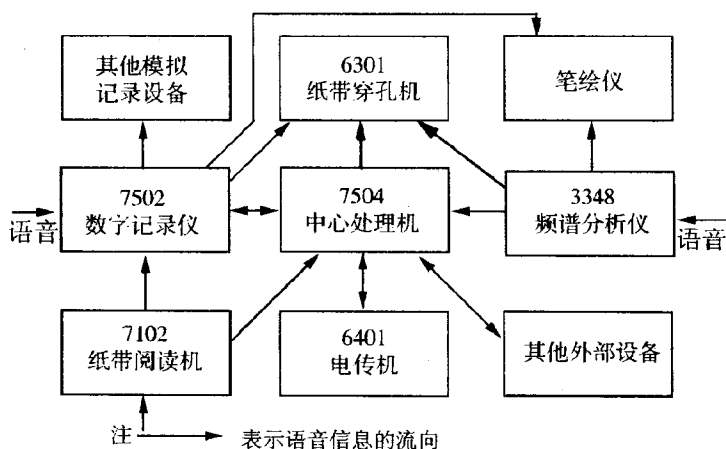 其他模拟
记录设备
6301
纸带穿孔机
笔绘仪
7502
数字记录仪
7504
中心处理机
3348
频谱分析仪
语音
语音
7102
纸带阅读机
6401
电传机
其他外部设备
注
表示语音信息的流向